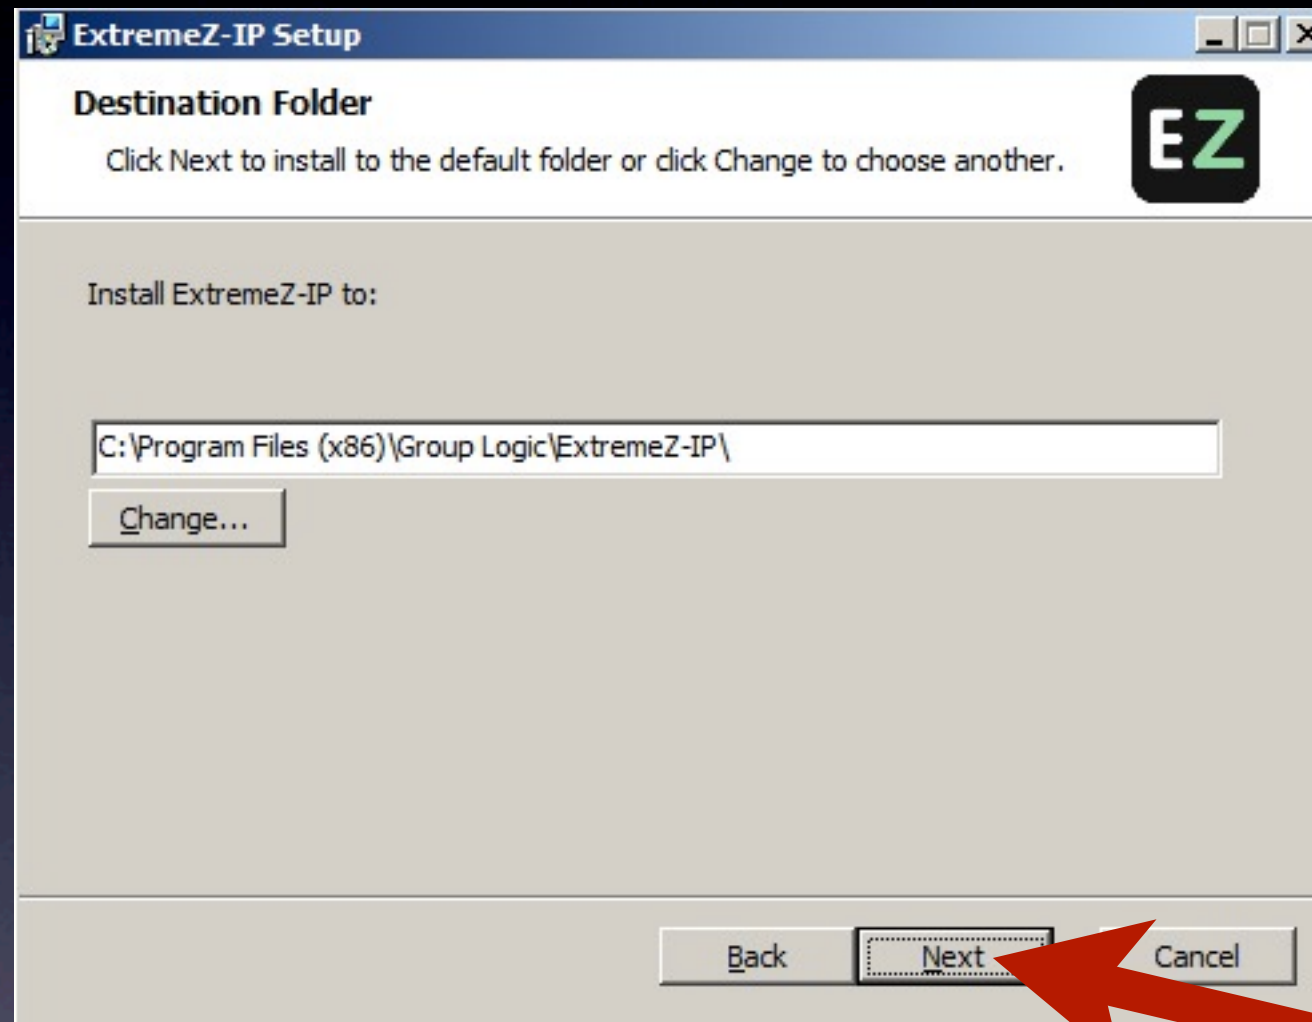 ExtremeZ-IP Setup
Destination Folder
EZ
Click Next to install to the default folder or click Change to choose another.
Install ExtremeZ-IP to:
C:\Program Files (x86)\Group Logic\ExtremeZ-IP\
Change...
Back Next Cancel